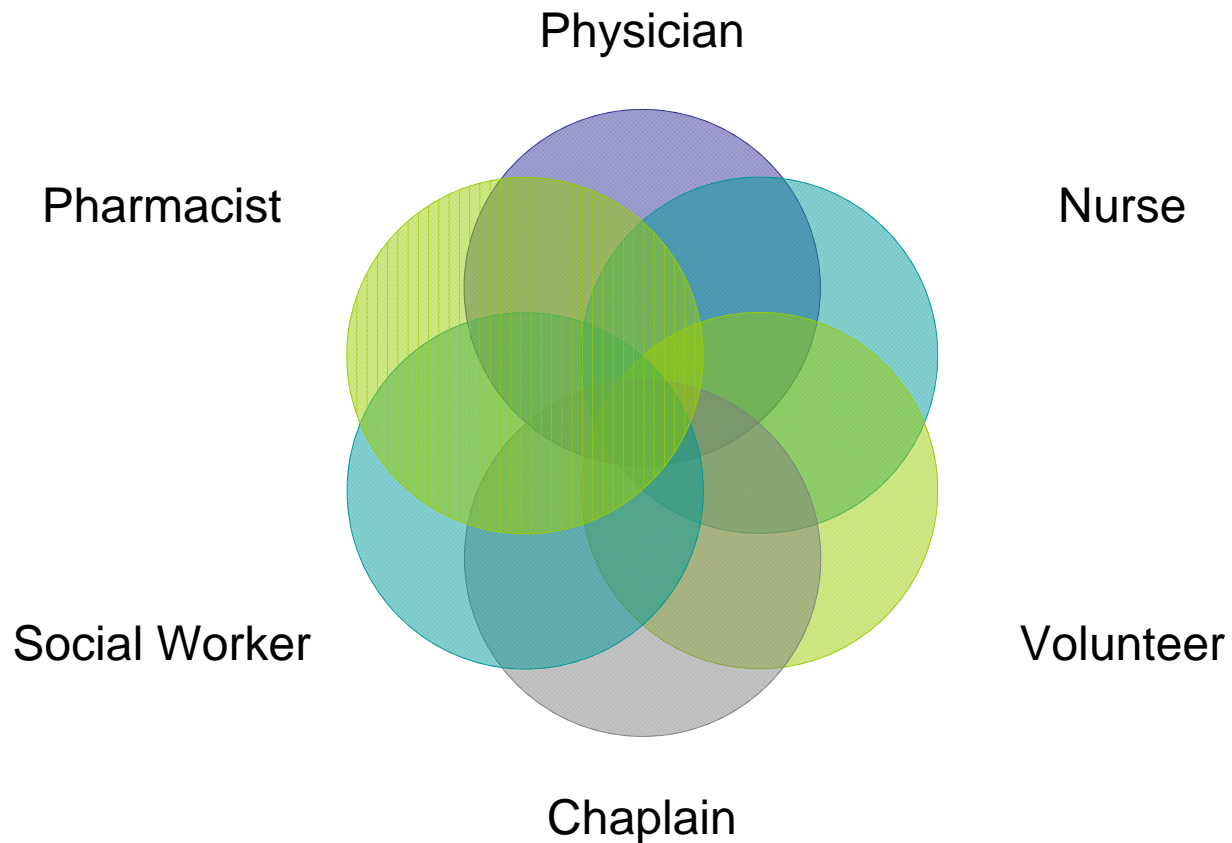 Physician
Pharmacist
Nurse
Social Worker
Volunteer
Chaplain